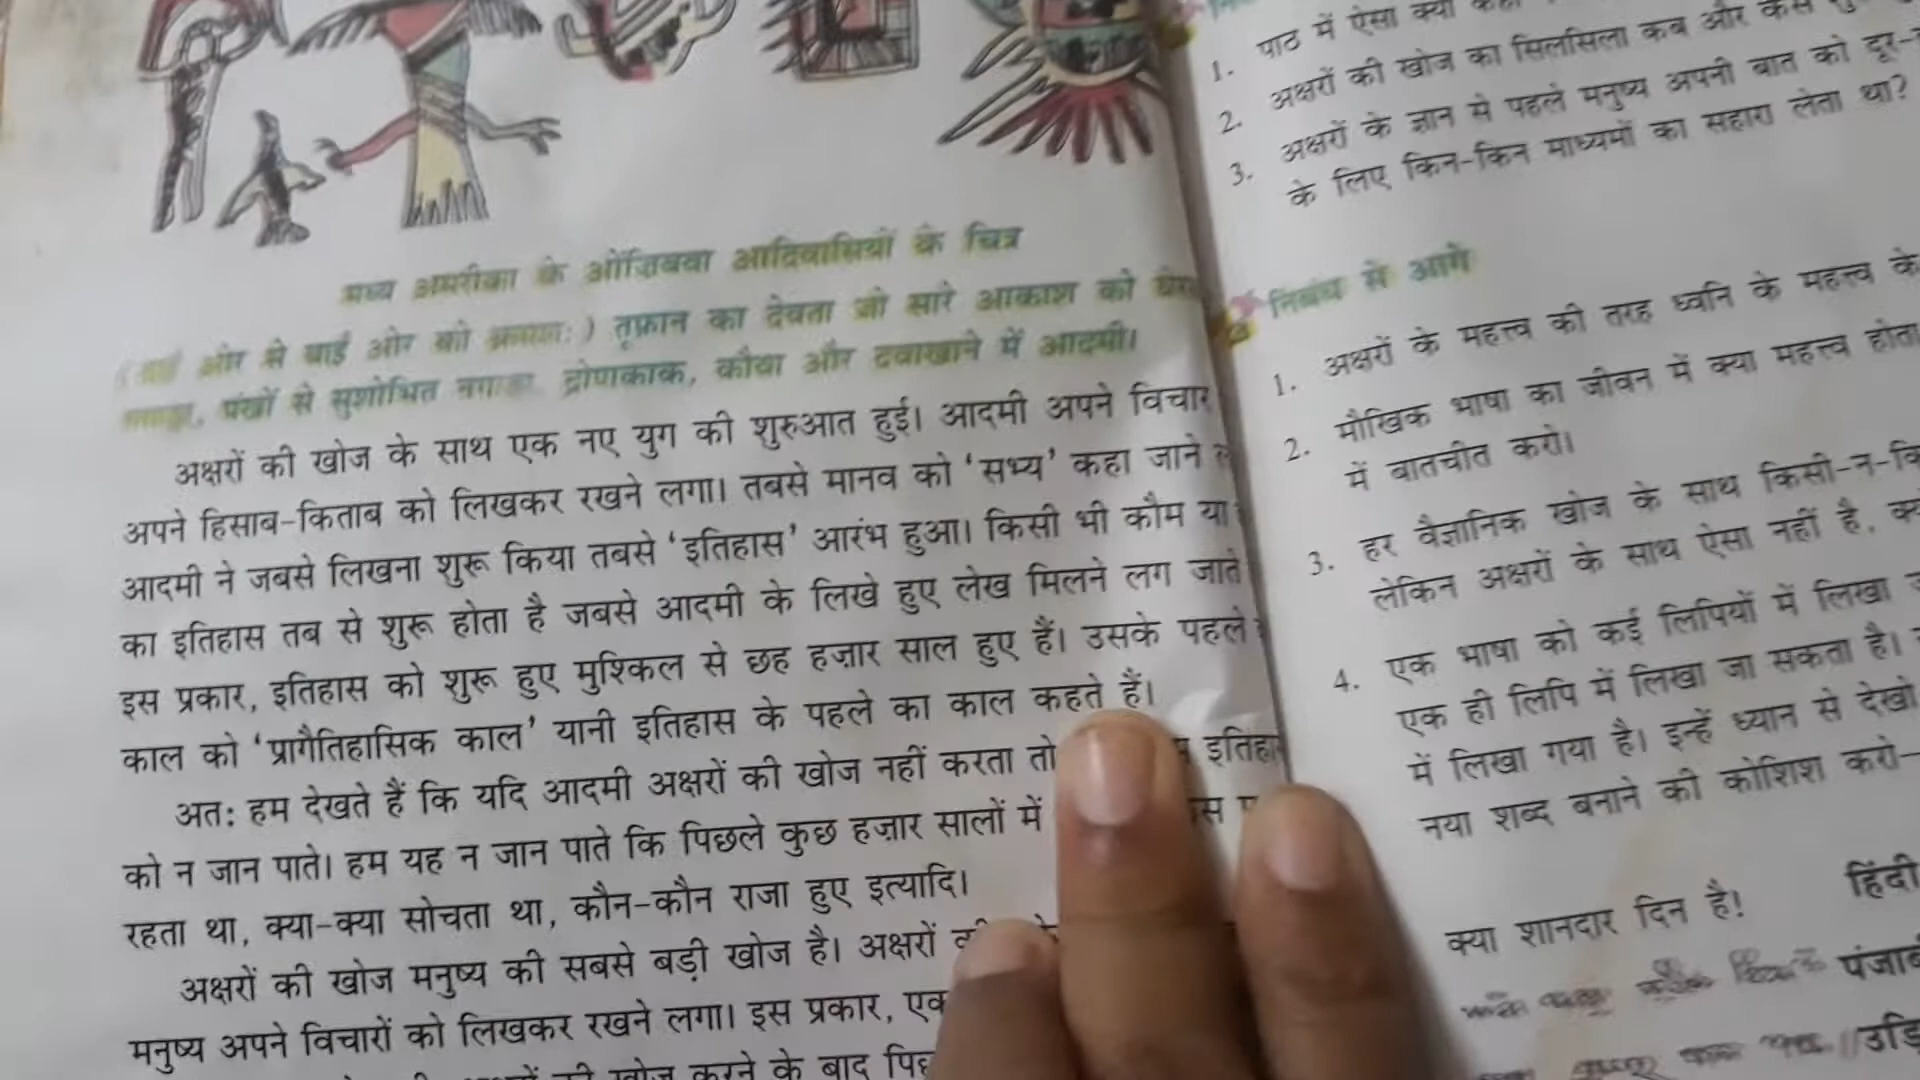 मध्य अमरीका के ओजिबवा आदिवासियों के चित्र
ओर से बाईं ओर को क्रमशः) तूफ़ान का देवता जो सारे आकाश को
पंखों से सुशोभित द्रोणकाक, कौवा और दवाखाने में आदमी।
अक्षरों की खोज के साथ एक नए युग की शुरुआत हुई। आदमी अपने विचार
अपने हिसाब-किताब को लिखकर रखने लगा। तबसे मानव को 'सभ्य' कहा जाने
आदमी ने जबसे लिखना शुरू किया तबसे 'इतिहास' आरंभ हुआ। किसी भी कौम या
का इतिहास तब से शुरू होता है जबसे आदमी के लिखे हुए लेख मिलने लग जाते
इस प्रकार, इतिहास को शुरू हुए मुश्किल से छह हज़ार साल हुए हैं। उसके पहले
काल को 'प्रागैतिहासिक काल' यानी इतिहास के पहले का काल कहते हैं।
अत: हम देखते हैं कि यदि आदमी अक्षरों की खोज नहीं करता तो
को न जान पाते। हम यह न जान पाते कि पिछले कुछ हज़ार सालों में
रहता था, क्या-क्या सोचता था, कौन-कौन राजा हुए इत्यादि।
अक्षरों की खोज मनुष्य की सबसे बड़ी खोज है। अक्षरों
मनुष्य अपने विचारों को लिखकर रखने लगा। इस प्रकार, एक
खोज करने के बाद
1. पाठ में ऐसा क्यों
2. अक्षरों की खोज का सिलसिला कब और कैसे
3. अक्षरों के ज्ञान से पहले मनुष्य अपनी बात को दूर-
के लिए किन-किन माध्यमों का सहारा लेता था?
निबंध से आगे
1. अक्षरों के महत्त्व की तरह ध्वनि के महत्त्व के
2. मौखिक भाषा का जीवन में क्या महत्त्व होता
में बातचीत करो।
3. हर वैज्ञानिक खोज के साथ किसी-न-
लेकिन अक्षरों के साथ ऐसा नहीं है,
4. एक भाषा को कई लिपियों में लिखा
एक ही लिपि में लिखा जा सकता है।
में लिखा गया है। इन्हें ध्यान से देखो
नया शब्द बनाने की कोशिश करो-
क्या शानदार दिन है! हिंदी